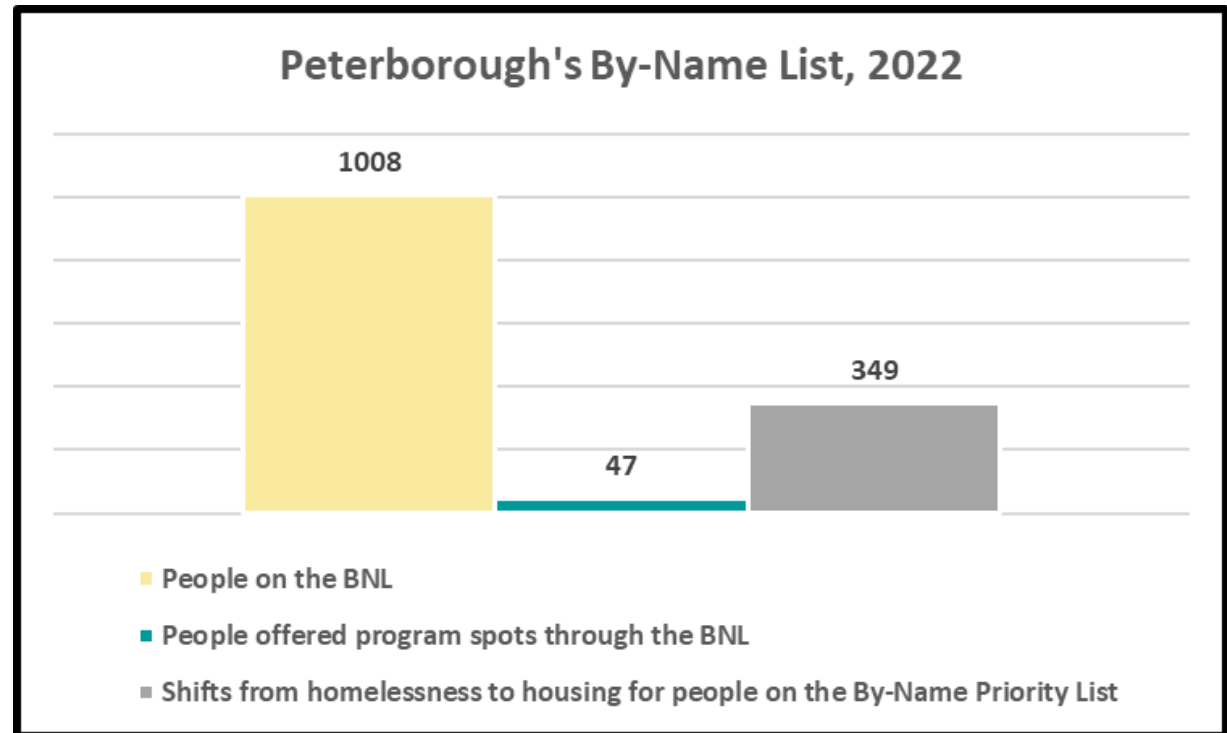 Peterborough's By-Name List, 2022
1008
349
47
People on the BNL
People offered program spots through the BNL
Shifts from homelessness to housing for people on the By-Name Priority List